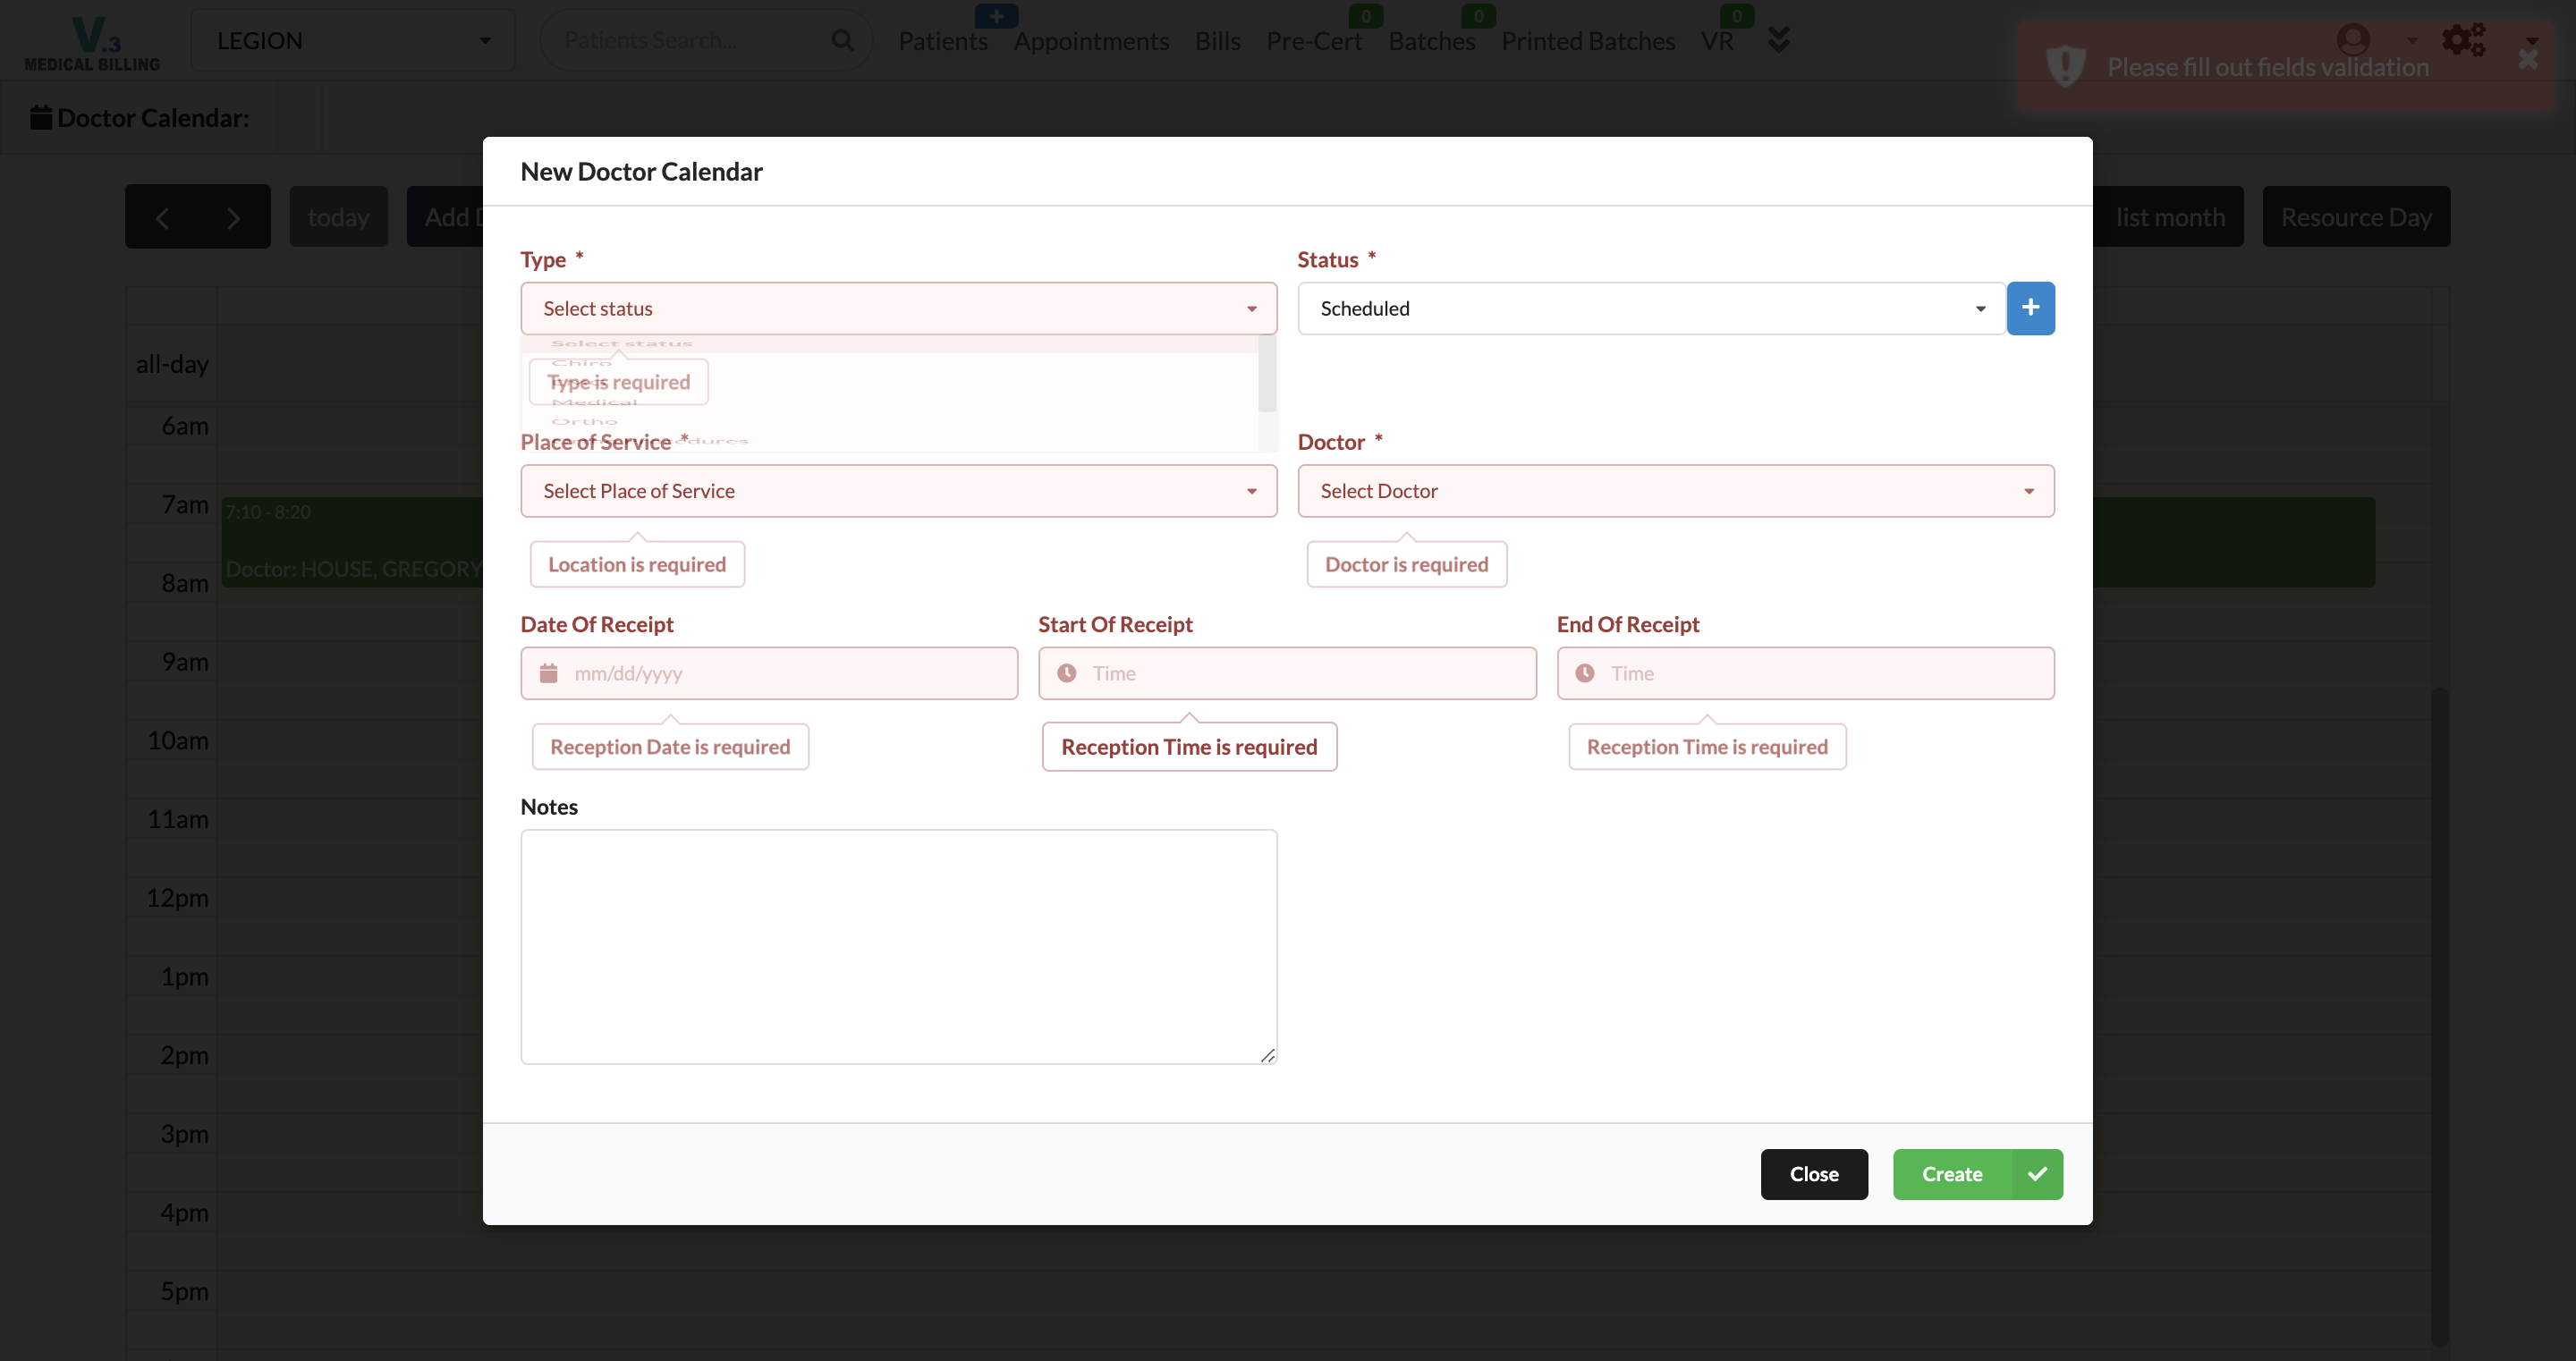 V.3
MEDICAL BILLING
LEGION
Patients Search...
Patients
Appointments
Bills
Pre-Cert
0
Batches
0
Printed Batches
VR
0
Please fill out fields validation
Doctor Calendar:
today
Add
list month
Resource Day
New Doctor Calendar
Type *
Select status
Status *
Scheduled
Select status
Chiro
Type is required
Medical
Ortho
Place of Service *
Select Place of Service
Location is required
Doctor *
Select Doctor
Doctor is required
Date Of Receipt
mm/dd/yyyy
Reception Date is required
Start Of Receipt
Time
Reception Time is required
End Of Receipt
Time
Reception Time is required
Notes
Close
Create
all-day
6am
7am
7:10 - 8:20
Doctor: HOUSE, GREGORY
8am
9am
10am
11am
12pm
1pm
2pm
3pm
4pm
5pm